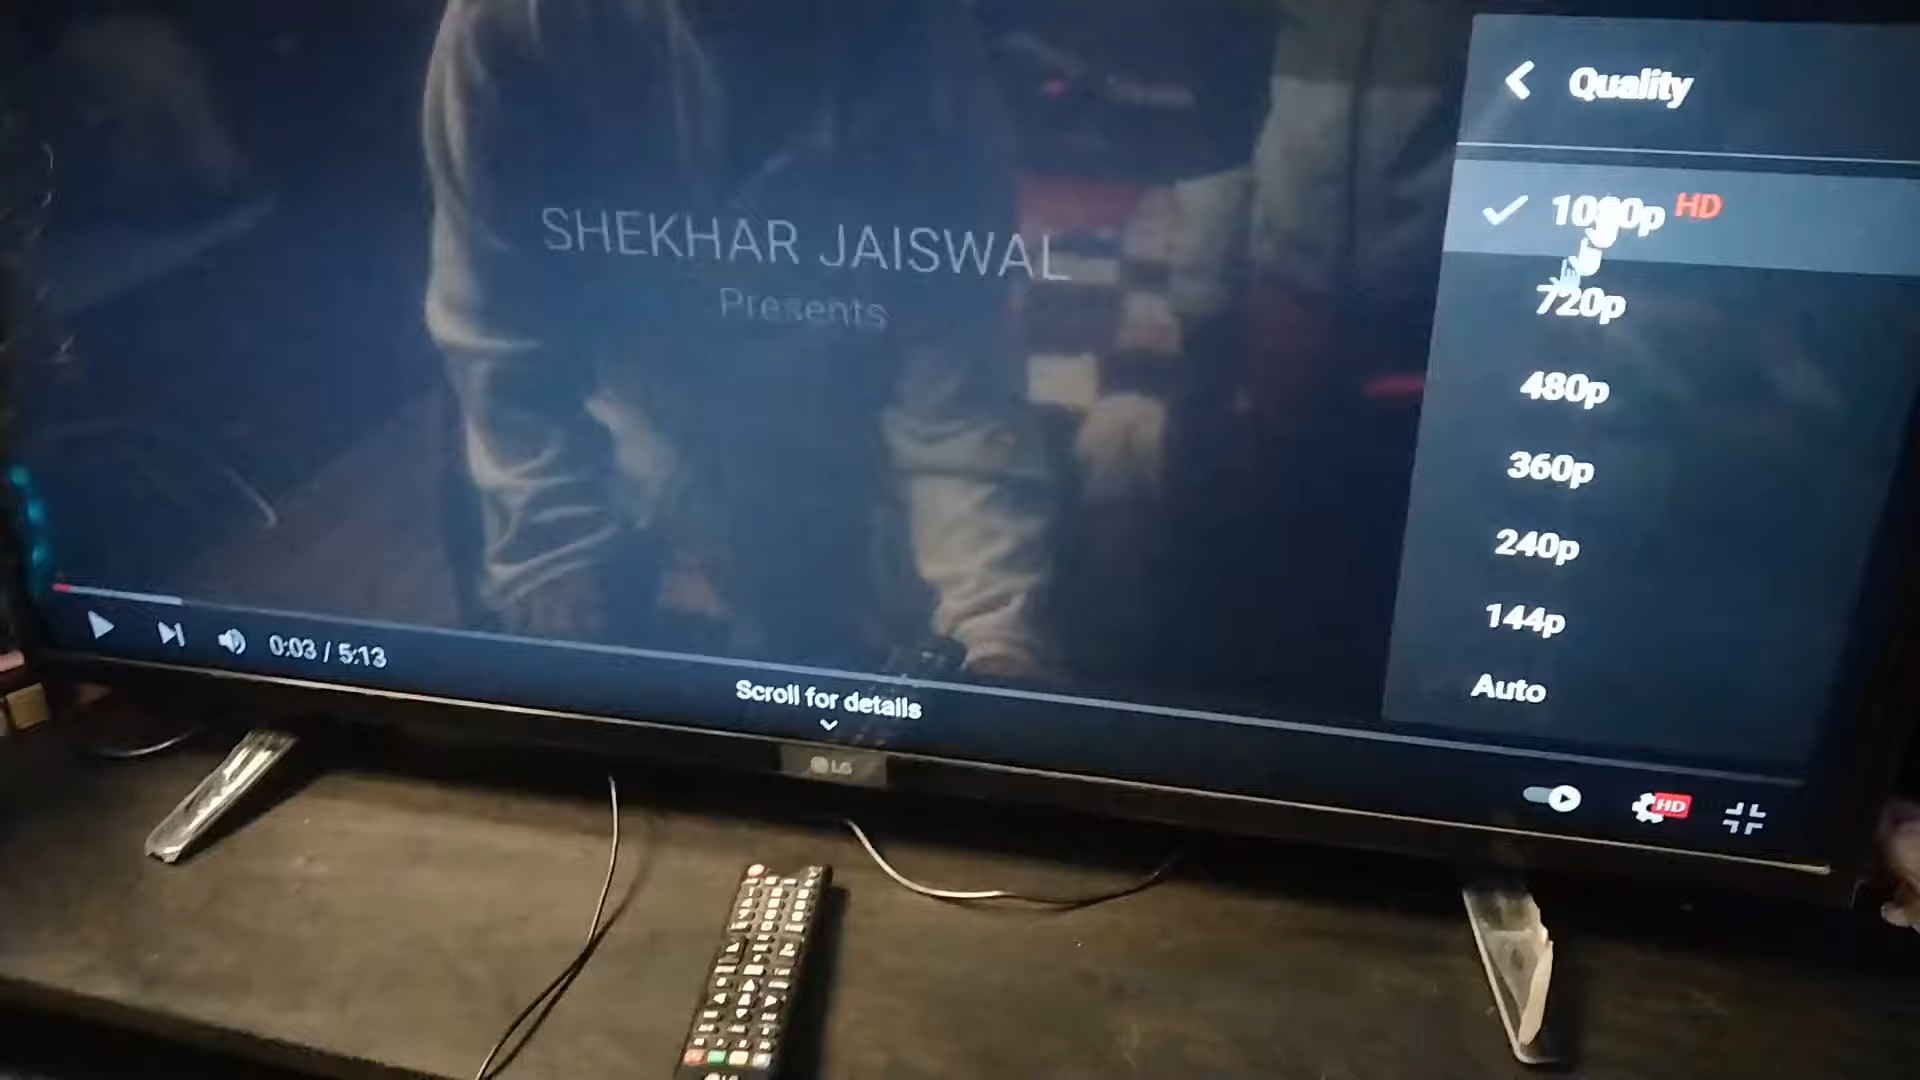 Quality
SHEKHAR JAISWAL
Presents
1080p HD
720p
480p
360p
240p
144p
Auto
0:03 / 5:13
Scroll for details
LG
HD